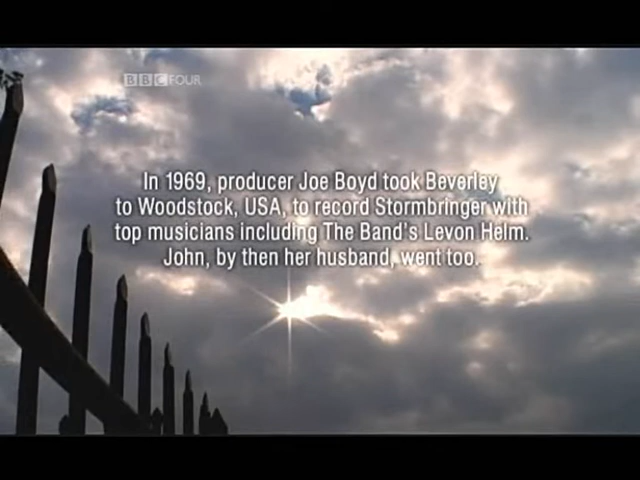 BBC FOUR
In 1969, producer Joe Boyd took Beverley
to Woodstock, USA, to record Stormbringer with
top musicians including The Band's Levon Helm.
John, by then her husband, went too.